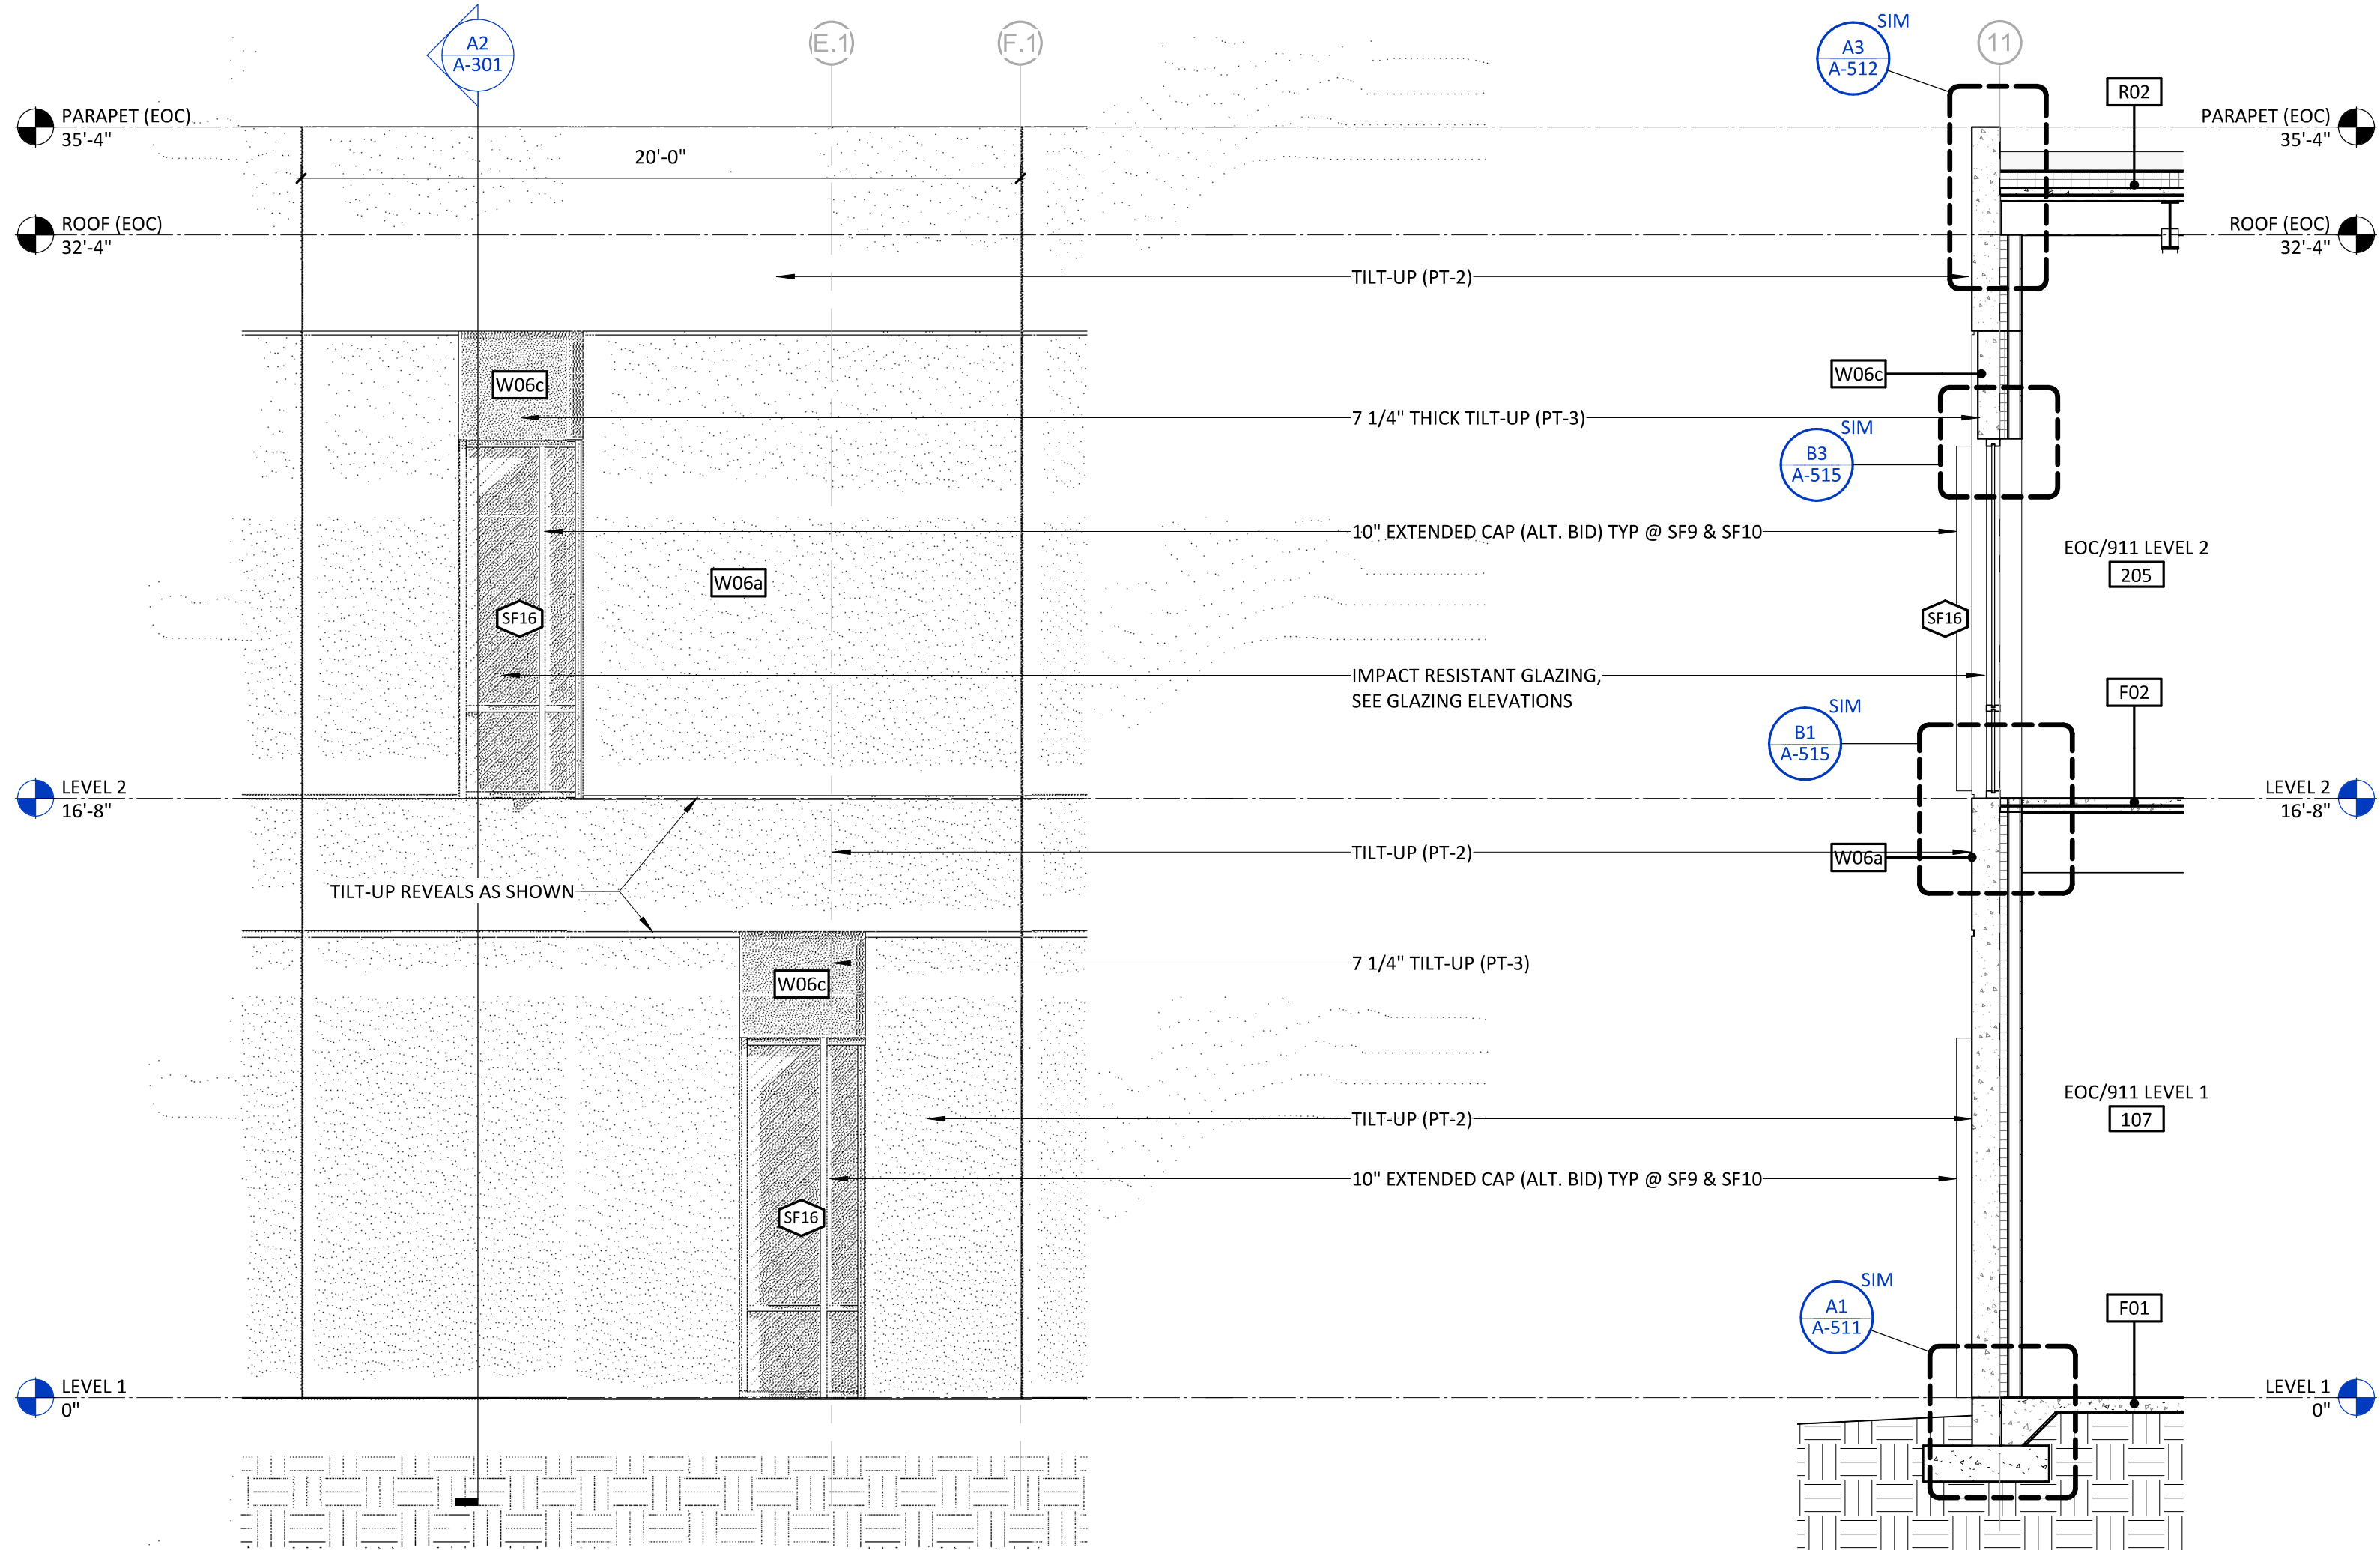 A2
A-301
E.1
F.1
SIM
A3
A-512
11
R02
PARAPET (EOC)
35'-4"
PARAPET (EOC)
35'-4"
20'-0"
ROOF (EOC)
32'-4"
ROOF (EOC)
32'-4"
TILT-UP (PT-2)
W06c
W06c
7 1/4" THICK TILT-UP (PT-3)
SIM
B3
A-515
10" EXTENDED CAP (ALT. BID) TYP @ SF9 & SF10
EOC/911 LEVEL 2
205
W06a
SF16
SF16
IMPACT RESISTANT GLAZING,
SEE GLAZING ELEVATIONS
F02
SIM
B1
A-515
LEVEL 2
16'-8"
LEVEL 2
16'-8"
TILT-UP (PT-2)
W06a
TILT-UP REVEALS AS SHOWN
7 1/4" TILT-UP (PT-3)
W06c
EOC/911 LEVEL 1
107
TILT-UP (PT-2)
10" EXTENDED CAP (ALT. BID) TYP @ SF9 & SF10
SF16
SIM
A1
A-511
F01
LEVEL 1
0"
LEVEL 1
0"